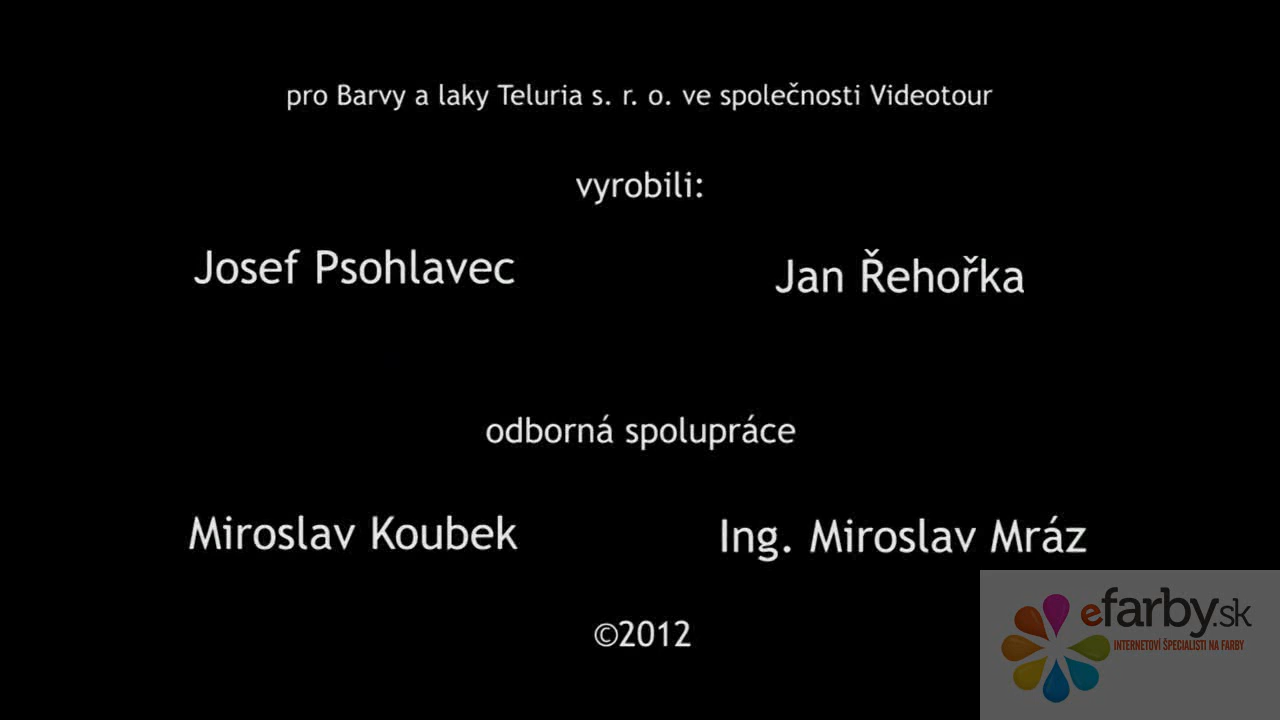 pro Barvy a laky Teluria s. r. o. ve společnosti Videotour
vyrobili:
Josef Psohlavec Jan Řehořka
odborná spolupráce
Miroslav Koubek Ing. Miroslav Mráz
©2012
efarby.sk
INTERNETOVÍ ŠPECIALISTI NA FARBY